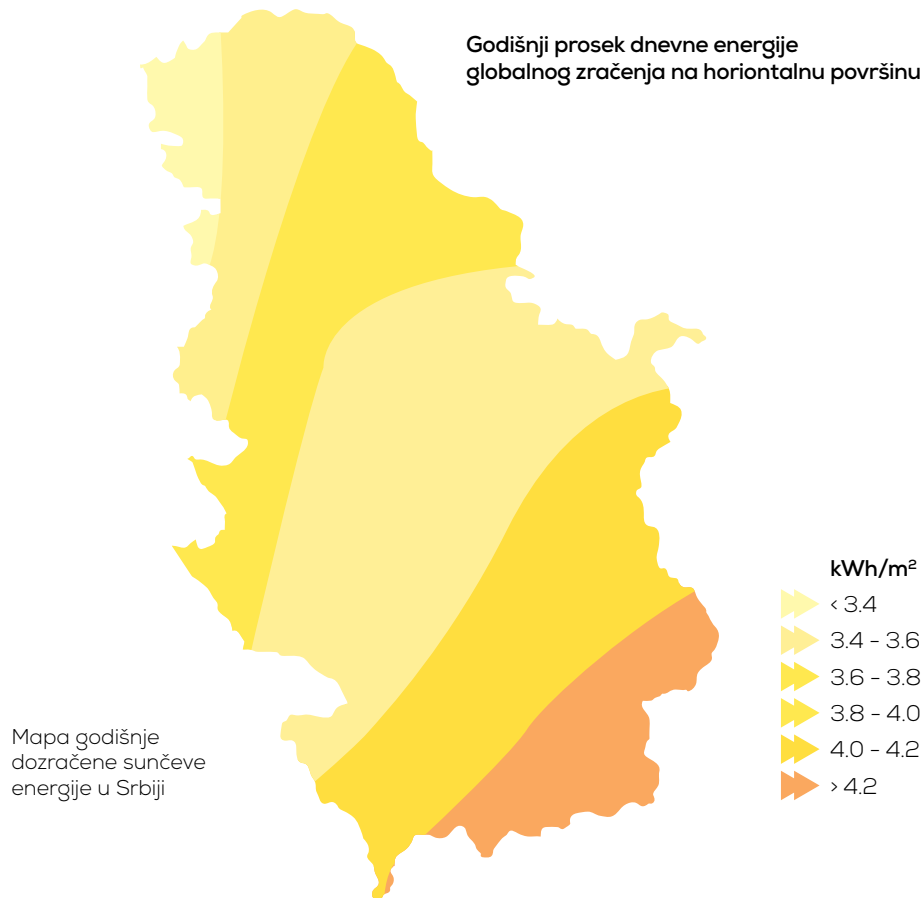 Godišnji prosek dnevne energije
globalnog zračenja na horiontalnu površinu
kWh/m²
< 3.4
3.4 - 3.6
3.6 - 3.8
3.8 - 4.0
4.0 - 4.2
> 4.2
Mapa godišnje
dozračene sunčeve
energije u Srbiji